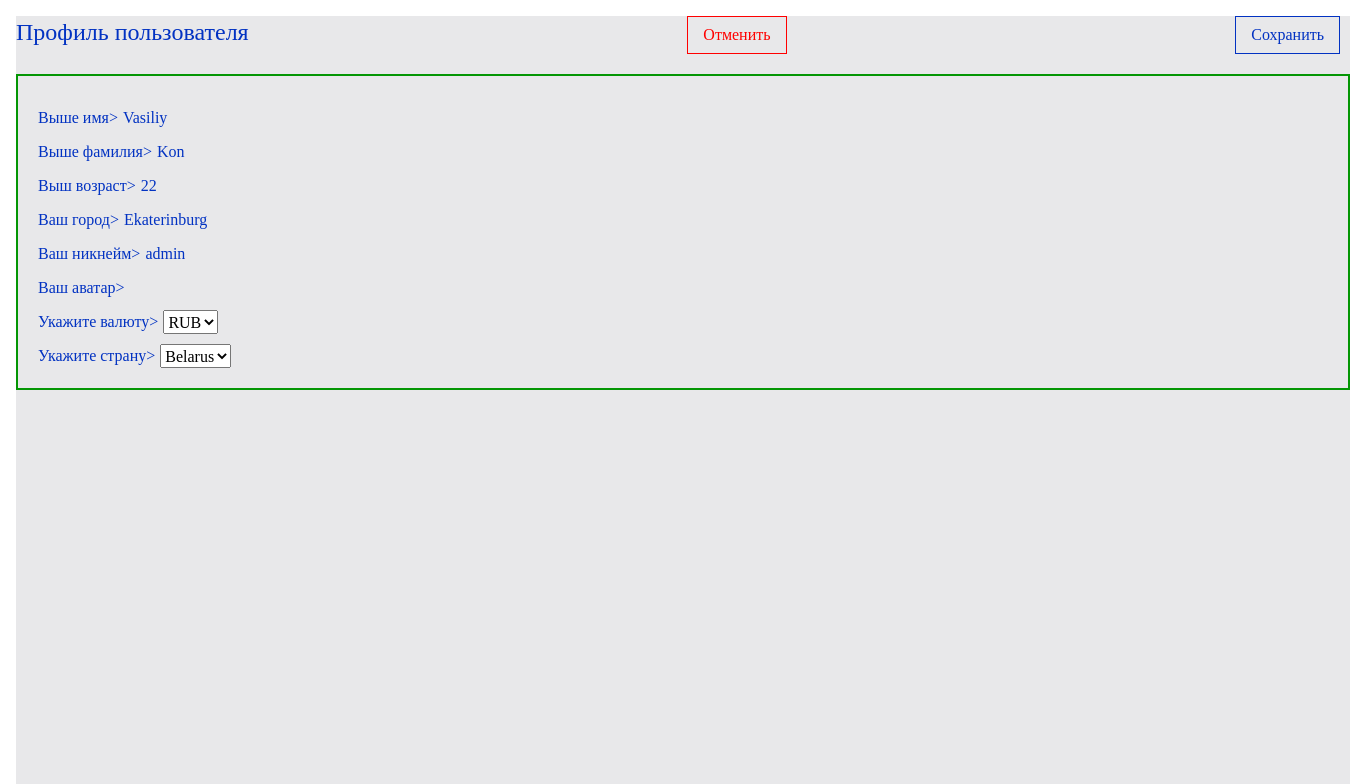 Профиль пользователя Отменить Сохранить
Выше имя> Vasiliy
Выше фамилия> Kon
Выш возраст> 22
Ваш город> Ekaterinburg
Ваш никнейм> admin
Ваш аватар>
Укажите валюту> RUB
Укажите страну> Belarus